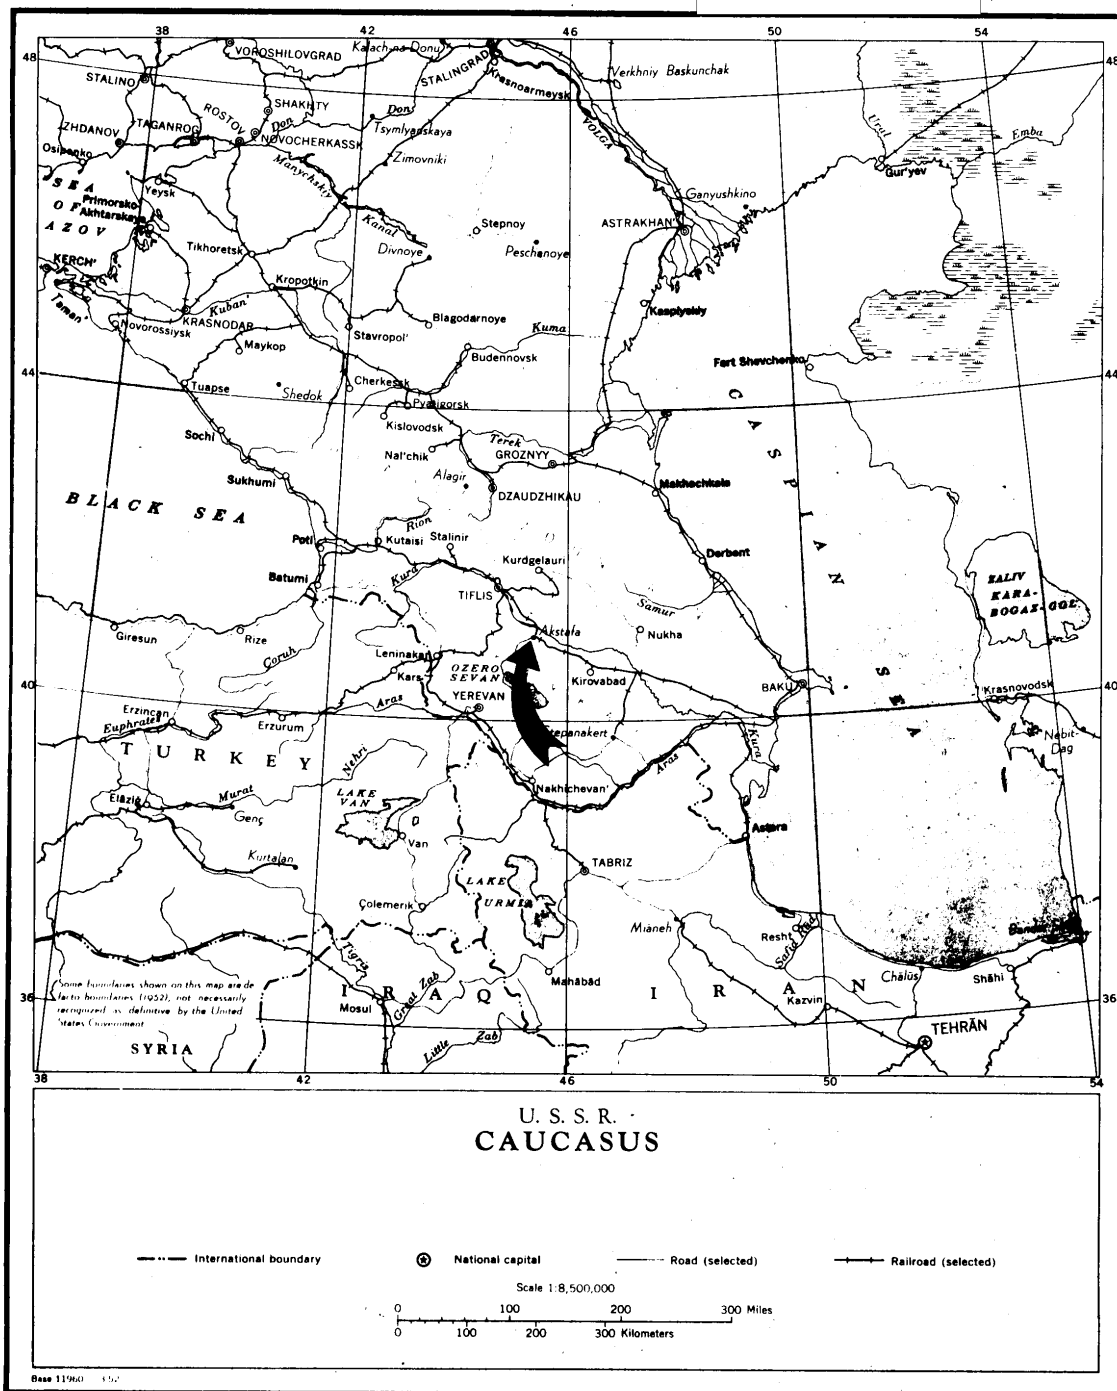 38
42
46
50
54
48
VOROSHILOVGRAD
Kalach-na-Donu
STALINGRAD
Krasnoarmeysk
Verkhniy Baskunchak
48
STALINO
SHAKHTY
ROSTOV
Don
Don
Tsymlyanskaya
VOLGA
Ural
Emba
ZHDANOV
TAGANROG
NOVOCHERKASSK
Zimovniki
Gur'yev
Osipenko
Manychskiy
Kanal
SEA
OF
AZOV
Yeysk
Primorsko-
Akhtarskaya
Ganyushkino
Stepnoy
ASTRAKHAN'
Tikhoretsk
Divnoye
Peschanoye
KERCH'
Kropotkin
Taman'
Kuban'
KRASNODAR
Kaspiyskiy
Novorossiysk
Stavropol'
Blagodarnoye
Kuma
Maykop
Budennovsk
Fort Shevchenko
44
44
Tuapse
Shedok
Cherkessk
Pyatigorsk
Kislovodsk
CASPIAN
SEA
Sochi
Terek
GROZNYY
Nal'chik
Sukhumi
Alagir
DZAUDZHIKAU
Makhachkala
BLACK SEA
Rion
Poti
Kutaisi
Stalinir
Kurdgelauri
Derbent
Batumi
Kura
TIFLIS
ZALIV
KARA-
BOGAZ-GOL
Samur
Giresun
Rize
Akstafa
Nukha
Çoruh
Leninakan
OZERO
SEVAN
Kars
Kirovabad
40
BAKU
Krasnovodsk
40
Erzincan
Euphrates
Erzurum
Aras
YEREVAN
Nebit-
Dag
TURKEY
Nehri
Stepanakert
Aras
Kura
Nakhichevan'
Elâzığ
Murat
Genç
LAKE
VAN
Van
Astara
Kurtalan
TABRIZ
LAKE
URMIA
Çolemerik
Mianeh
Resht
Safid Rud
Bandar
Tigris
Mahābād
Chālūs
Shāhi
Some boundaries shown on this map are de
facto boundaries (1952), not necessarily
recognized as definitive by the United
States Government
IRAQ
IRAN
Mosul
Great Zab
Kazvin
36
SYRIA
Little Zab
TEHRĀN
38
42
46
50
54
U. S. S. R.
CAUCASUS
International boundary
National capital
Road (selected)
Railroad (selected)
Scale 1:8,500,000
0 100 200 300 Miles
0 100 200 300 Kilometers
Base 11960 3-52